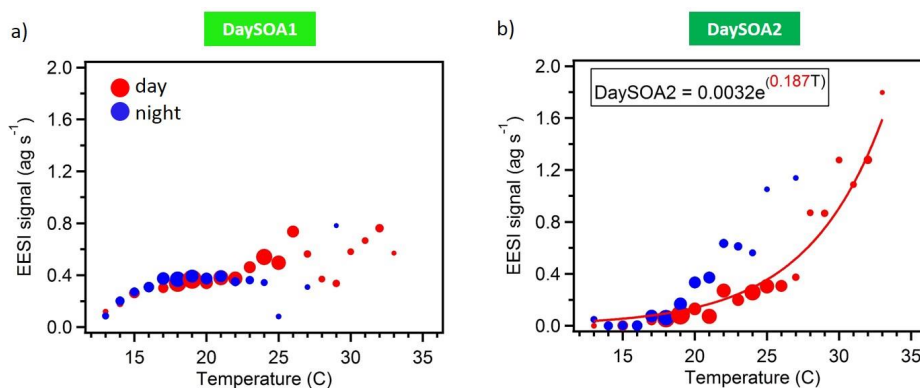 DaySOA1
DaySOA2
a)
b)
day
night
DaySOA2 = 0.0032e^(0.187T)
EESI signal (ag s⁻¹)
2.0
1.6
1.2
0.8
0.4
0.0
15
20
25
30
35
Temperature (C)
EESI signal (ag s⁻¹)
2.0
1.6
1.2
0.8
0.4
0.0
15
20
25
30
35
Temperature (C)